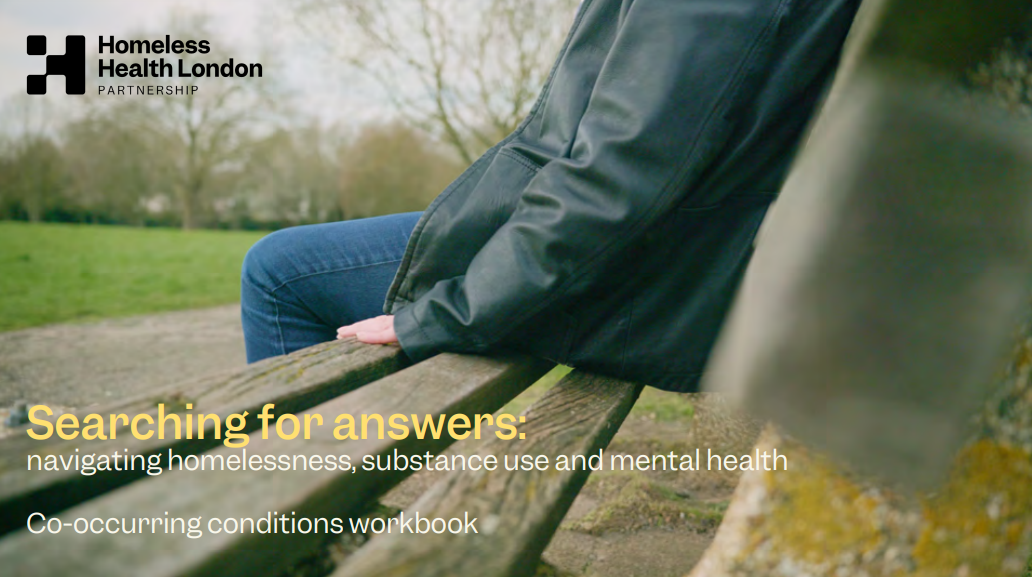 Homeless
Health London
PARTNERSHIP
Searching for answers:
navigating homelessness, substance use and mental health
Co-occurring conditions workbook